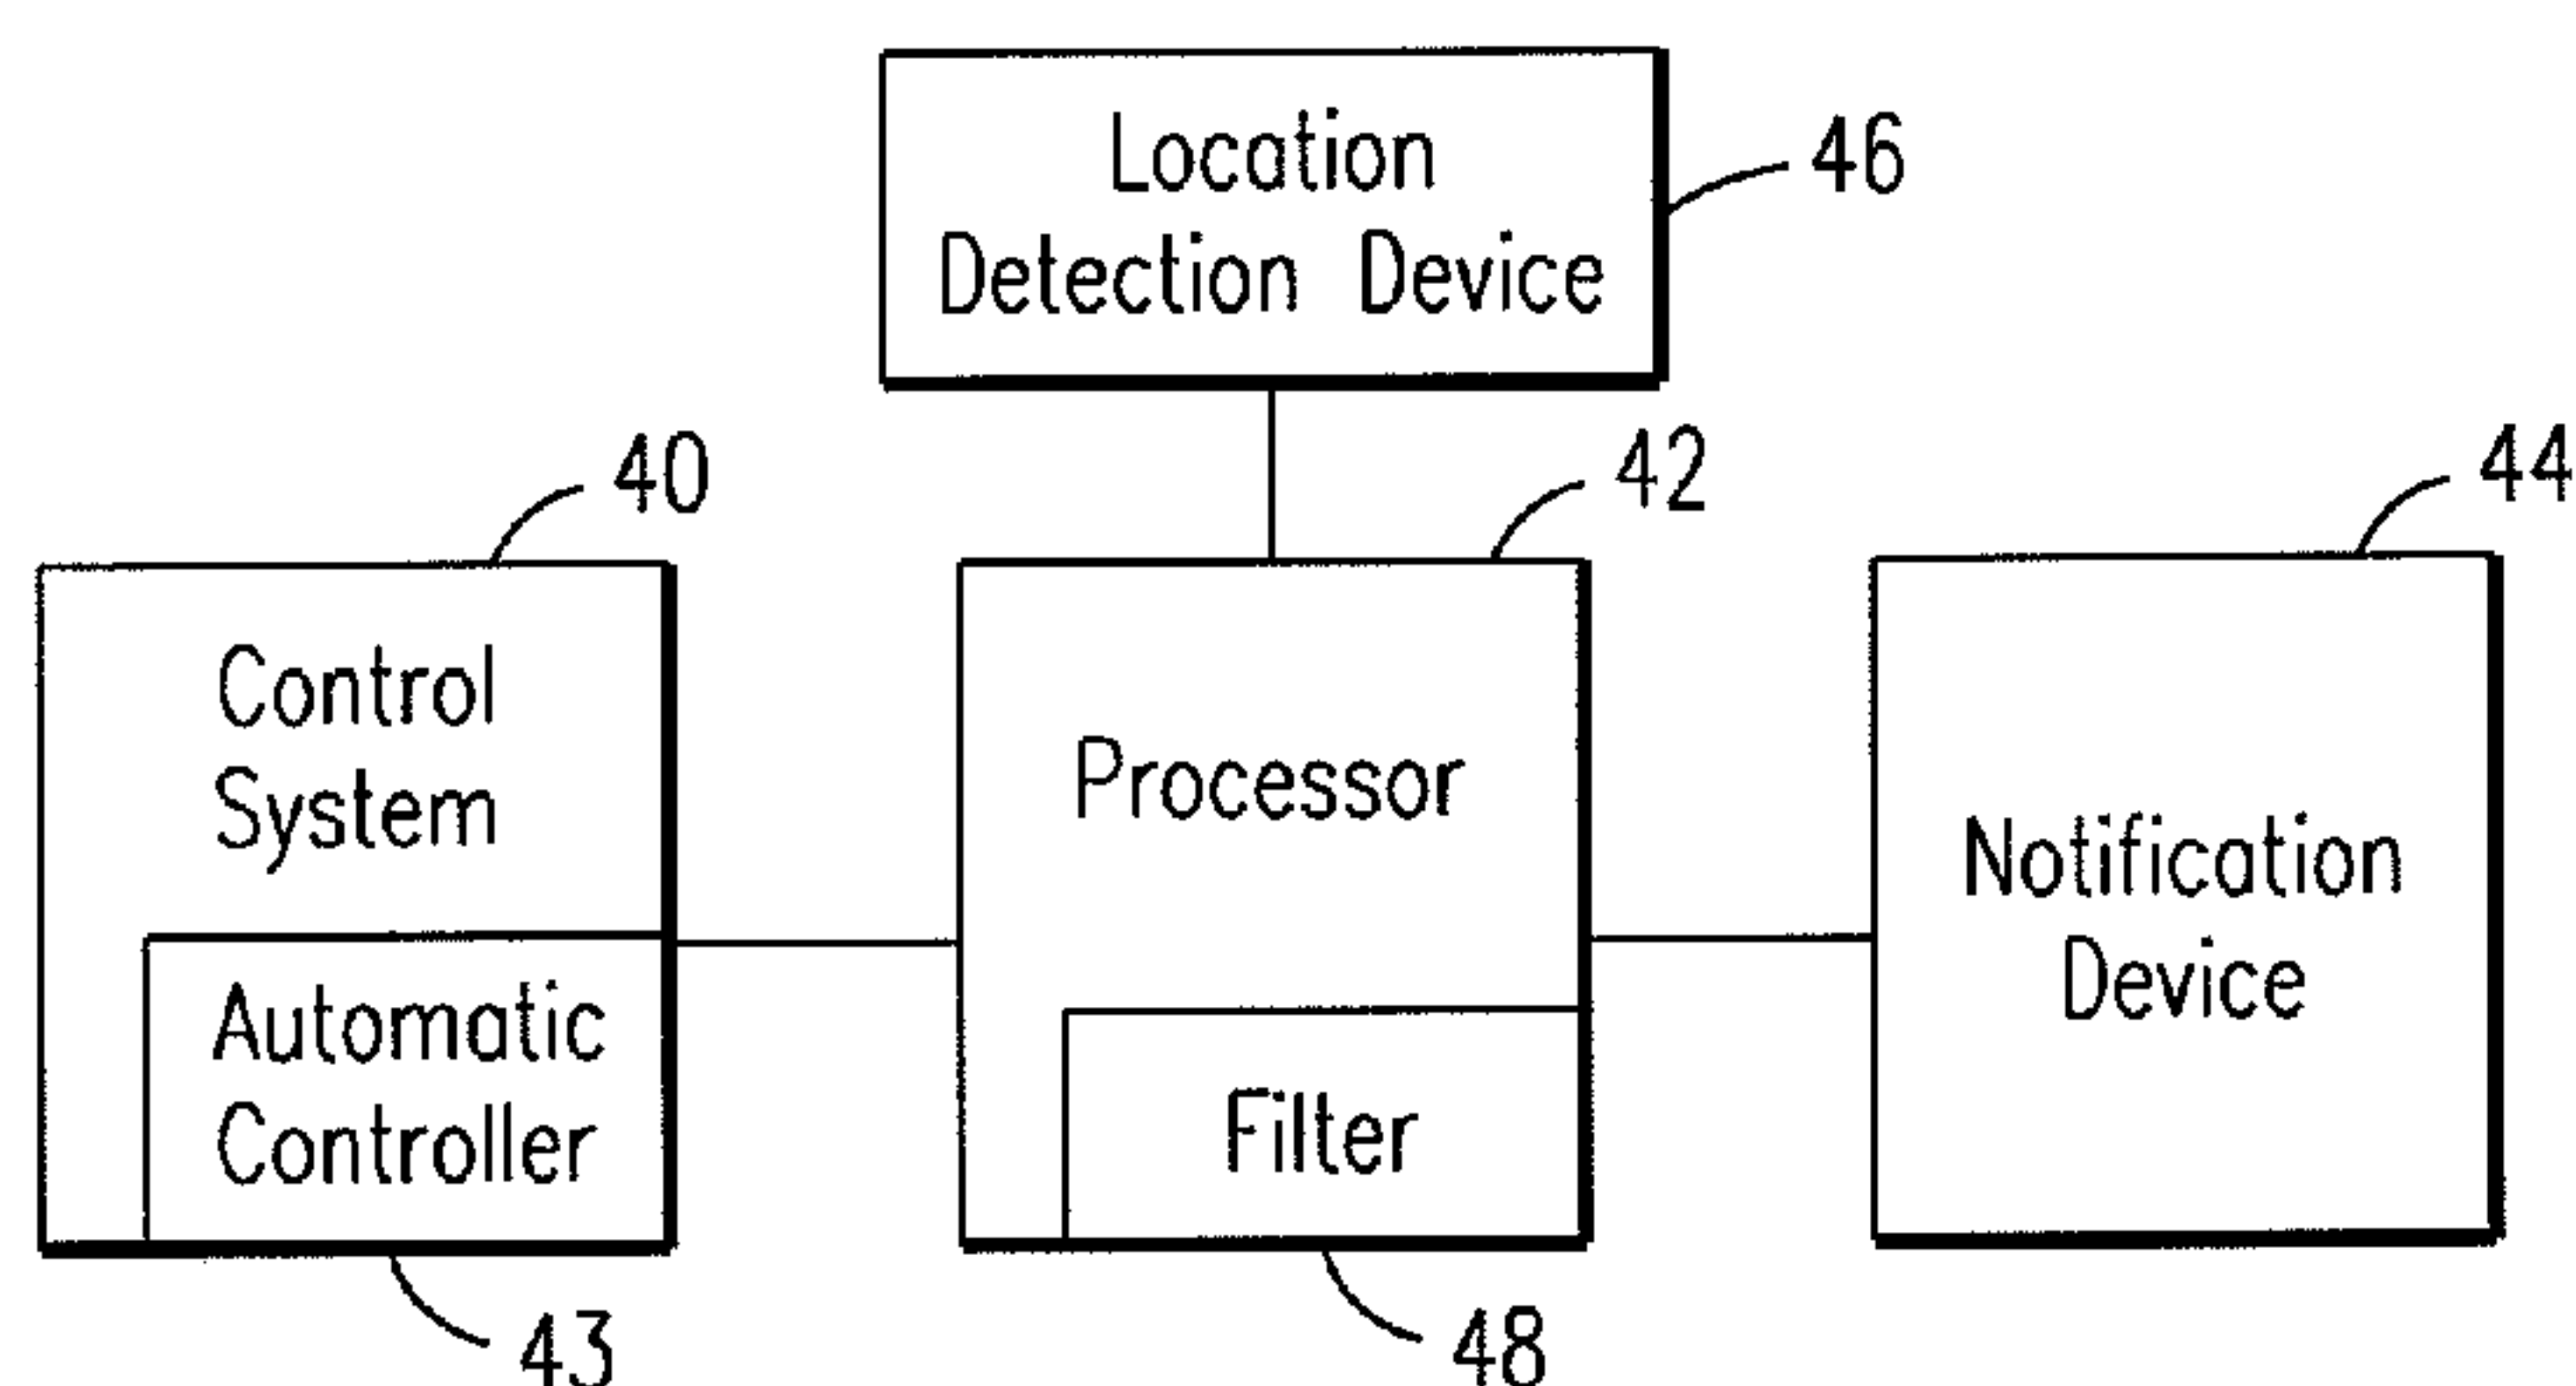 Location
Detection Device
46
40
42
44
Control
System
Processor
Notification
Device
Automatic
Controller
Filter
43
48